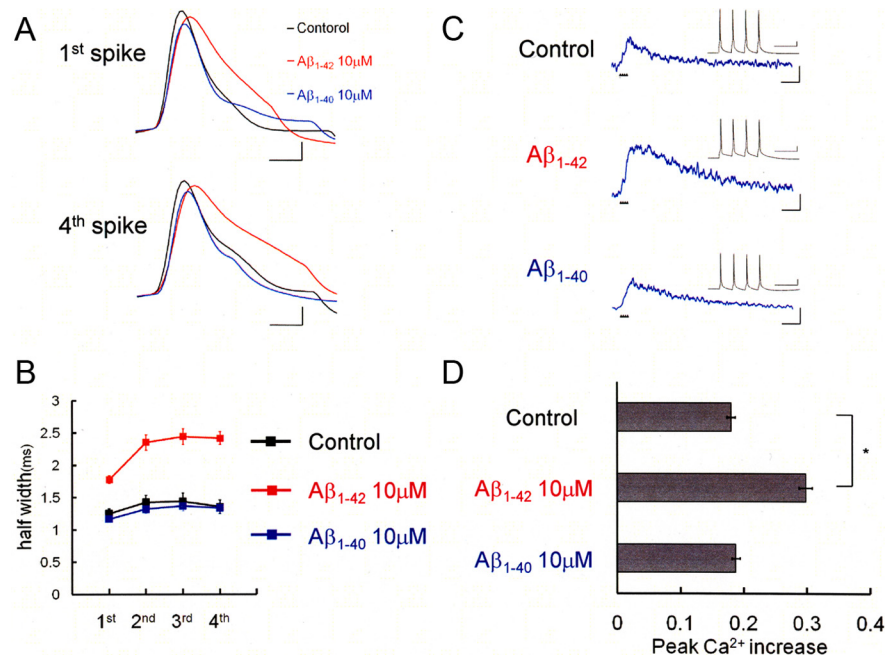 A
1st spike
Contorol
Aβ1-42 10μM
Aβ1-40 10μM
4th spike
B
3
2.5
2
1.5
1
0.5
0
half width(ms)
1st 2nd 3rd 4th
Control
Aβ1-42 10μM
Aβ1-40 10μM
C
Control
Aβ1-42
Aβ1-40
D
Control
Aβ1-42 10μM
Aβ1-40 10μM
*
0 0.1 0.2 0.3 0.4
Peak Ca2+ increase